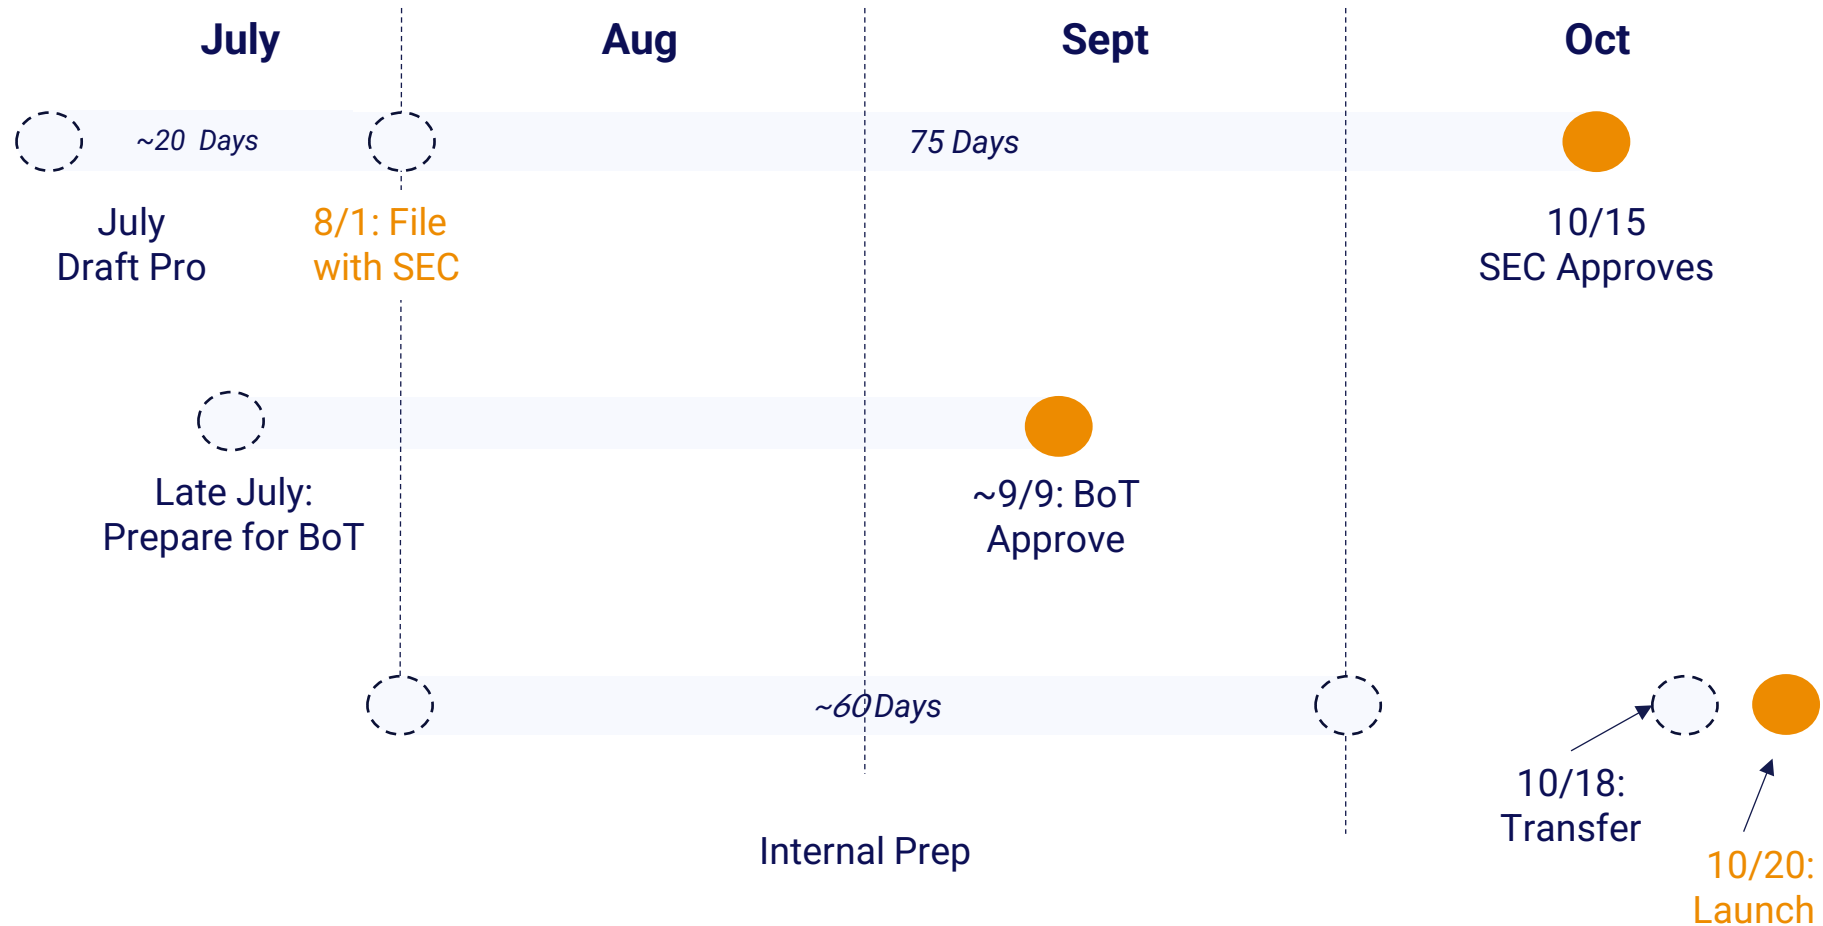 July
Aug
Sept
Oct
~20 Days
75 Days
July
Draft Pro
8/1: File
with SEC
10/15
SEC Approves
Late July:
Prepare for BoT
~9/9: BoT
Approve
~60 Days
10/18:
Transfer
Internal Prep
10/20:
Launch